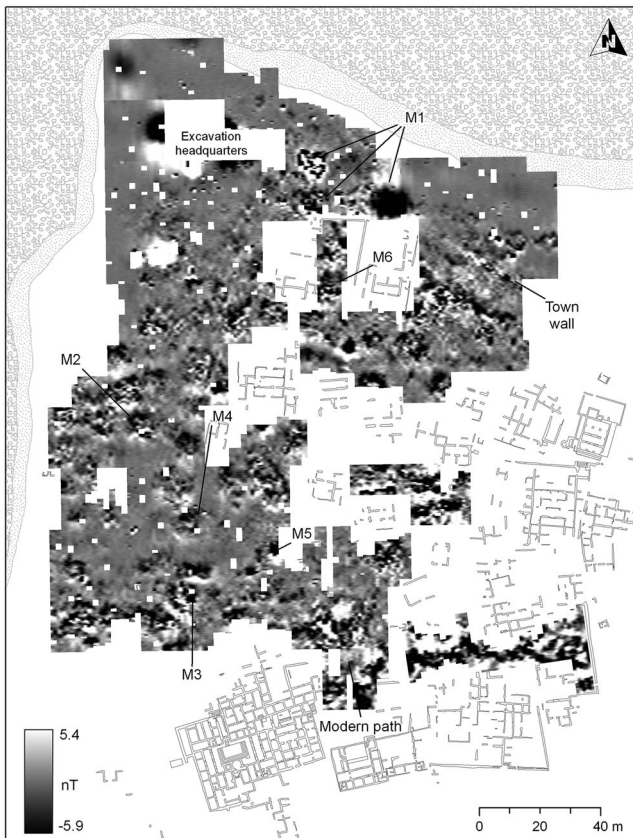 N
M1
Excavation
headquarters
M6
Town
wall
M2
M4
M5
M3
Modern path
5.4
nT
-5.9
0 20 40 m